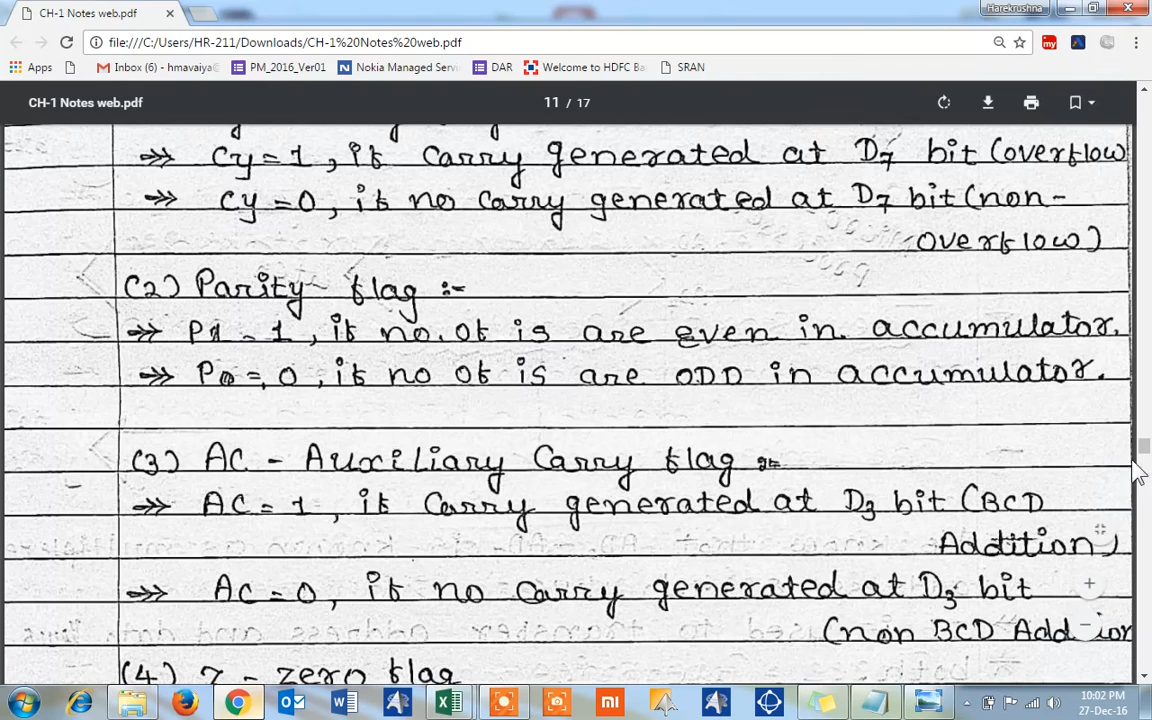 CH-1 Notes web.pdf
Harekrushna
file:///C:/Users/HR-211/Downloads/CH-1%20Notes%20web.pdf
Apps
Inbox (6) - hmavaiya
PM_2016_Ver01
Nokia Managed Servi
DAR
Welcome to HDFC Ba
SRAN
CH-1 Notes web.pdf
11 / 17
Cy=1, if carry generated at D7 bit (overflow
Cy=0, if no carry generated at D7 bit (non-
overflow)
(2) Parity flag :-
= 1, if no. of 1s are even in accumulator.
= 0, if no of 1s are ODD in accumulator.
(3) AC - Auxiliary Carry flag :-
AC = 1, if Carry generated at D3 bit (BCD
Addition)
AC = 0, if no carry generated at D3 bit
(non BCD Addition
(4) Z - zero flag
10:02 PM
27-Dec-16